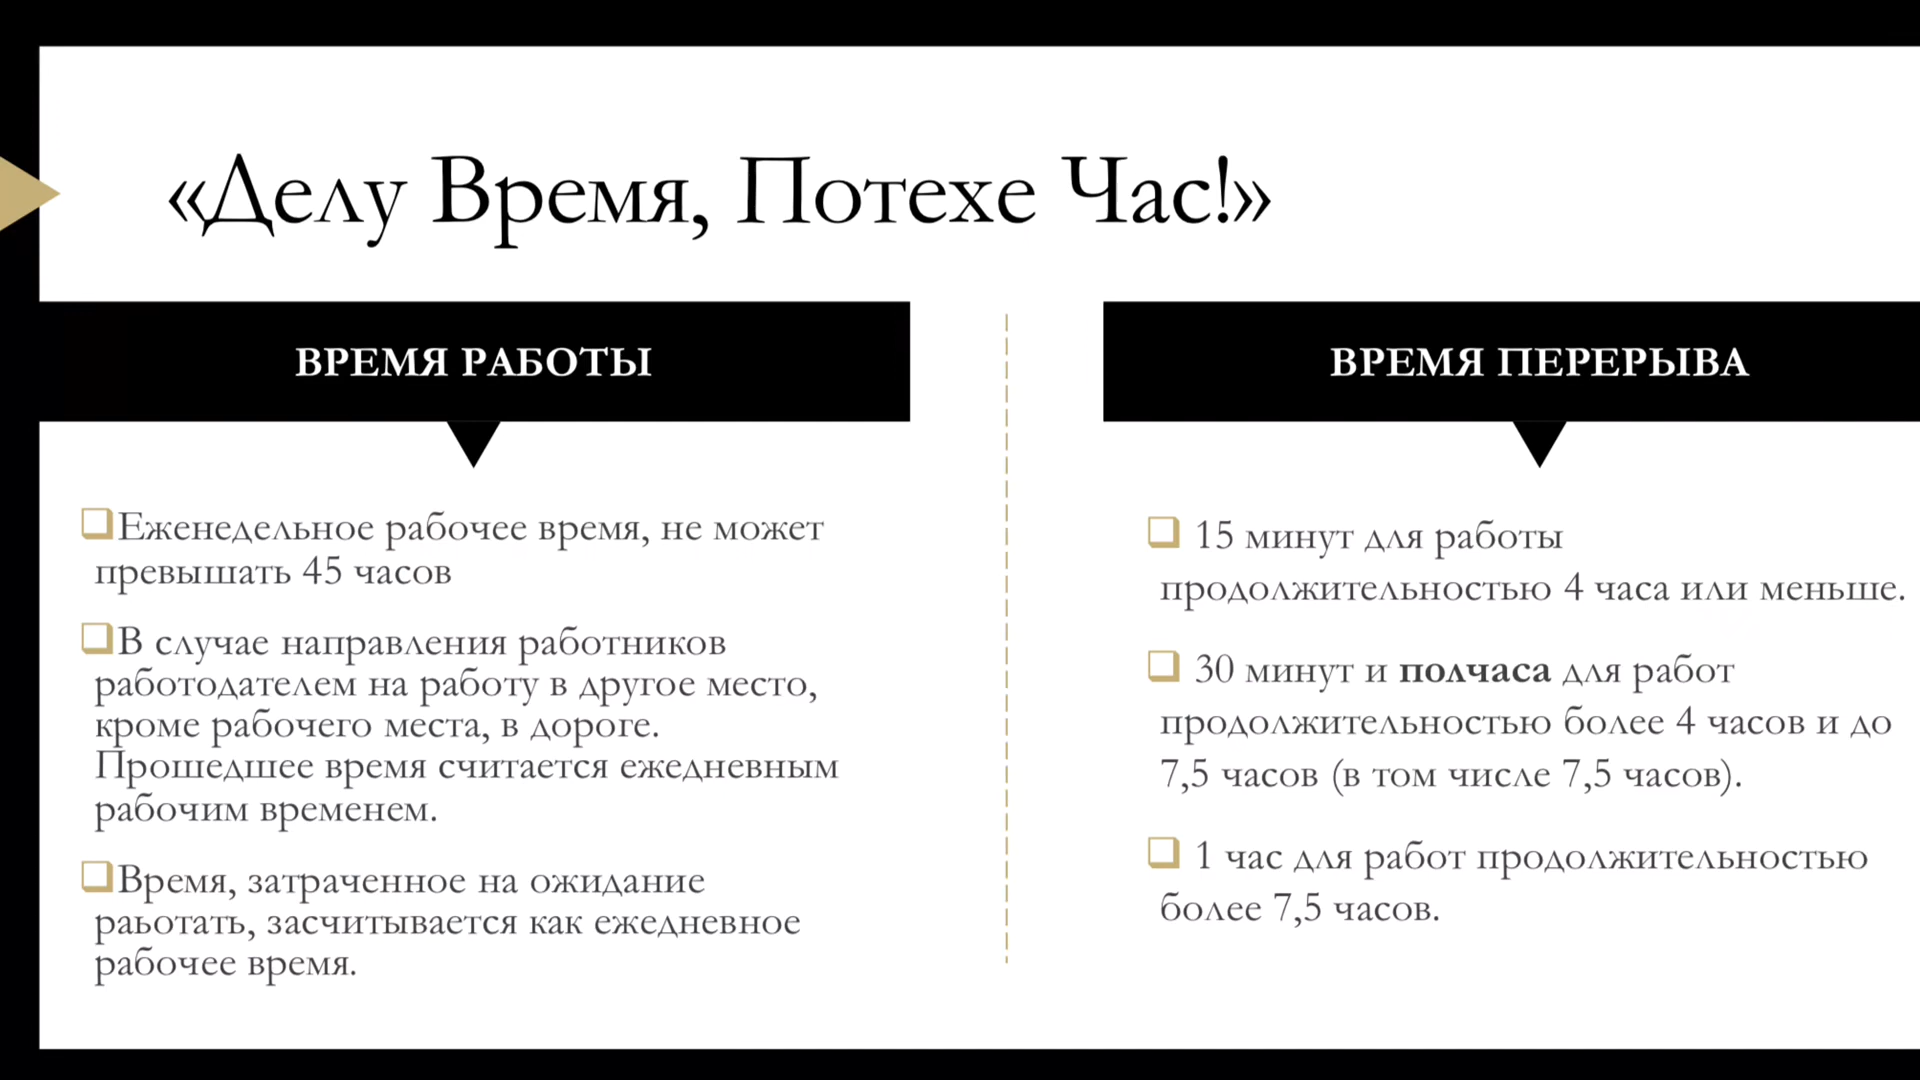 «Делу Время, Потехе Час!»
ВРЕМЯ РАБОТЫ
Еженедельное рабочее время, не может
превышать 45 часов
В случае направления работников
работодателем на работу в другое место,
кроме рабочего места, в дороге.
Прошедшее время считается ежедневным
рабочим временем.
Время, затраченное на ожидание
раьотать, засчитывается как ежедневное
рабочее время.
ВРЕМЯ ПЕРЕРЫВА
15 минут для работы
продолжительностью 4 часа или меньше.
30 минут и полчаса для работ
продолжительностью более 4 часов и до
7,5 часов (в том числе 7,5 часов).
1 час для работ продолжительностью
более 7,5 часов.